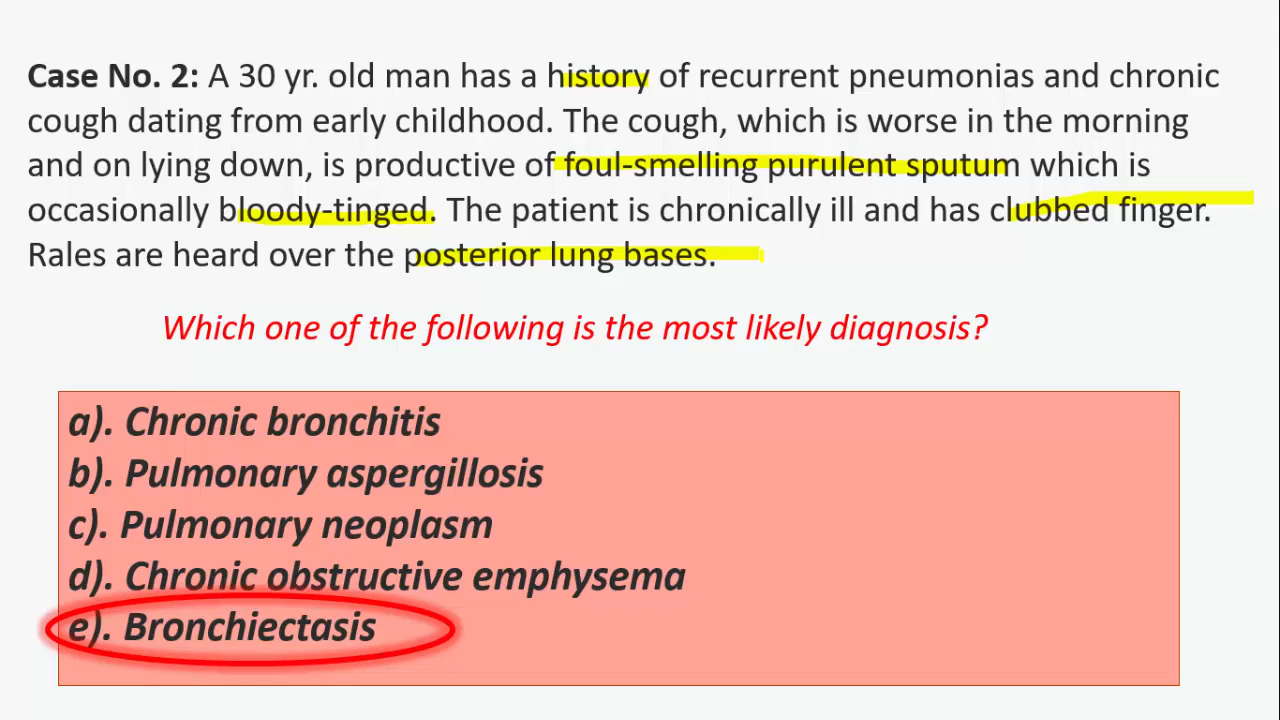 Case No. 2: A 30 yr. old man has a history of recurrent pneumonias and chronic
cough dating from early childhood. The cough, which is worse in the morning
and on lying down, is productive of foul-smelling purulent sputum which is
occasionally bloody-tinged. The patient is chronically ill and has clubbed finger.
Rales are heard over the posterior lung bases.
Which one of the following is the most likely diagnosis?
a). Chronic bronchitis
b). Pulmonary aspergillosis
c). Pulmonary neoplasm
d). Chronic obstructive emphysema
e). Bronchiectasis